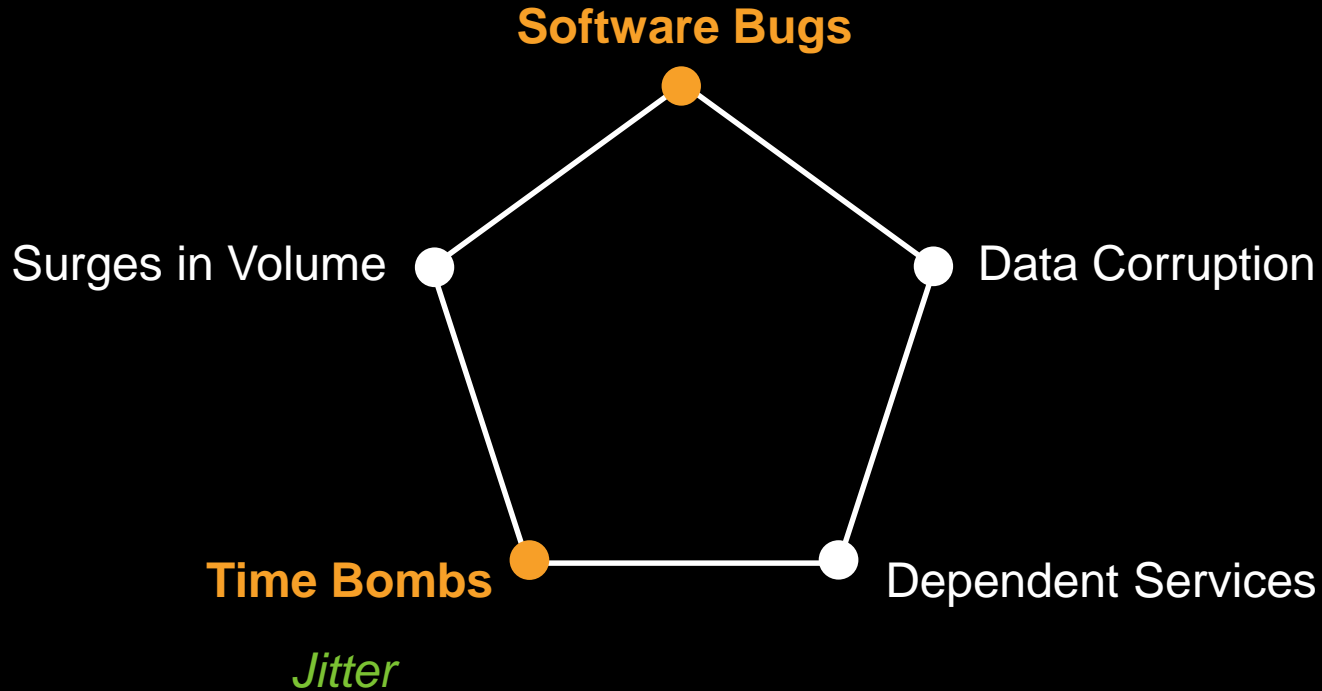 Software Bugs
Surges in Volume
Data Corruption
Time Bombs
Dependent Services
Jitter